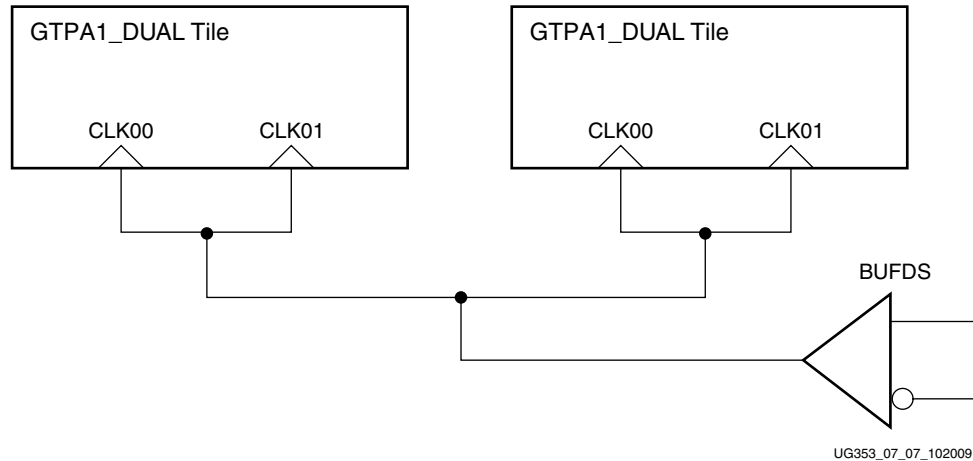 GTPA1_DUAL Tile
CLK00
CLK01
GTPA1_DUAL Tile
CLK00
CLK01
BUFDS
UG353_07_07_102009